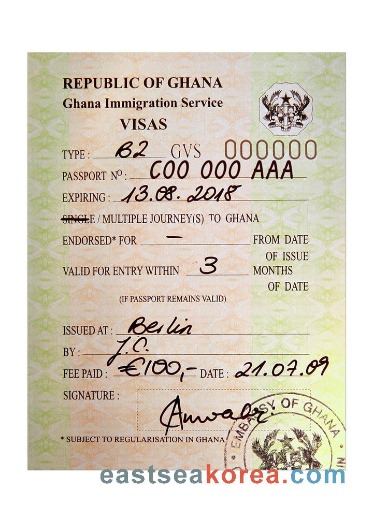 REPUBLIC OF GHANA
Ghana Immigration Service
VISAS
TYPE: B2 GVS 000000
PASSPORT Nº: C00 000 AAA
EXPIRING: 13.08.2018
SINGLE / MULTIPLE JOURNEY(S) TO GHANA
ENDORSED* FOR — FROM DATE
OF ISSUE
VALID FOR ENTRY WITHIN 3 MONTHS
OF DATE
(IF PASSPORT REMAINS VALID)
ISSUED AT: Berlin
BY: J.C.
FEE PAID: €100,- DATE: 21.07.09
SIGNATURE:
* SUBJECT TO REGULARISATION IN GHANA
EMBASSY OF GHANA
eastseakorea.com